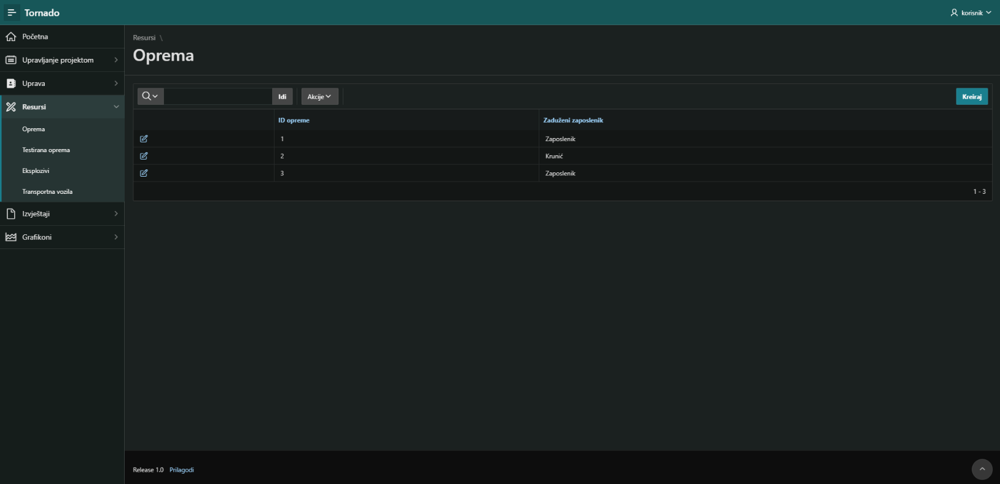 Tornado
korisnik
Početna
Upravljanje projektom
Uprava
Resursi
Oprema
Testirana oprema
Eksplozivi
Transportna vozila
Izvještaji
Grafikoni
Resursi \
Oprema
Idi
Akcije
Kreiraj
ID opreme
Zaduženi zaposlenik
1
Zaposlenik
2
Krunić
3
Zaposlenik
1 - 3
Release 1.0
Prilagodi